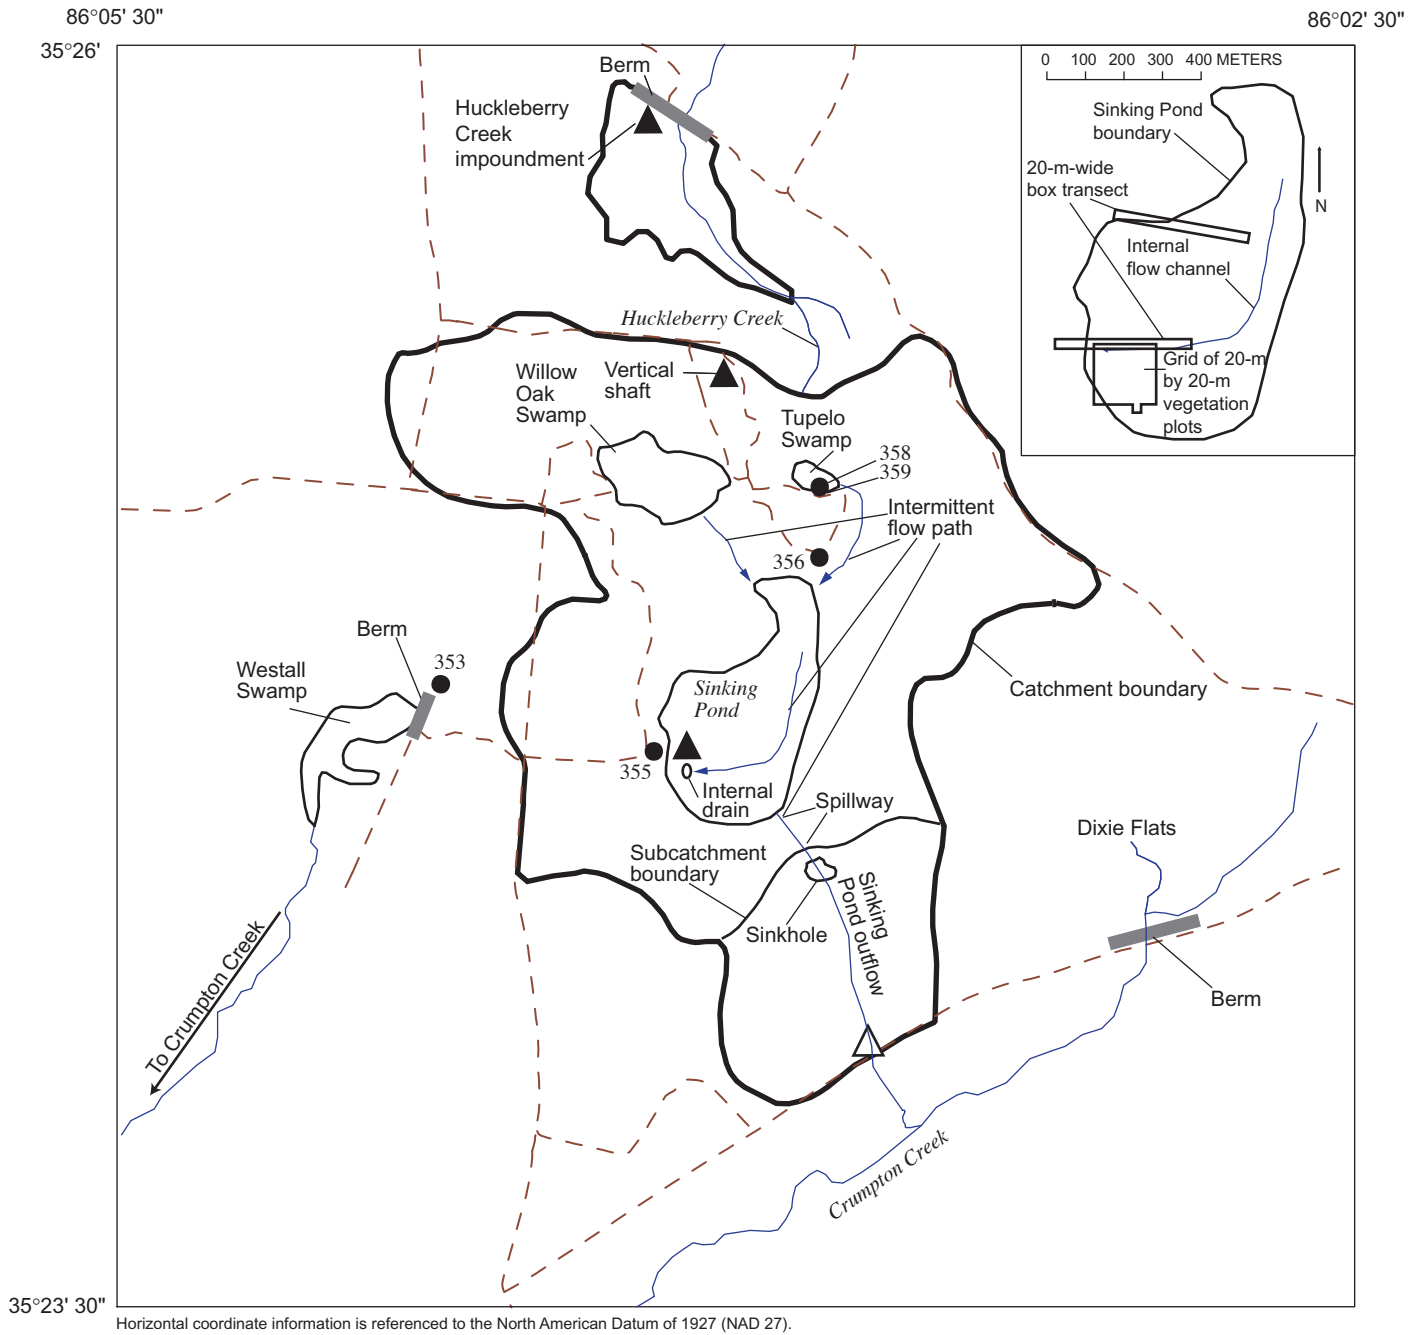 86°05' 30"
86°02' 30"
35°26'
0 100 200 300 400 METERS
Berm
Huckleberry
Creek
impoundment
Sinking Pond
boundary
20-m-wide
box transect
N
Internal
flow channel
Grid of 20-m
by 20-m
vegetation
plots
Huckleberry Creek
Willow
Oak
Swamp
Vertical
shaft
Tupelo
Swamp
358
359
Intermittent
flow path
356
Berm
353
Westall
Swamp
Sinking
Pond
Catchment boundary
355
Internal
drain
Spillway
Dixie Flats
Subcatchment
boundary
Sinkhole
Sinking
Pond outflow
Berm
To Crumpton Creek
Crumpton Creek
35°23' 30"
Horizontal coordinate information is referenced to the North American Datum of 1927 (NAD 27).